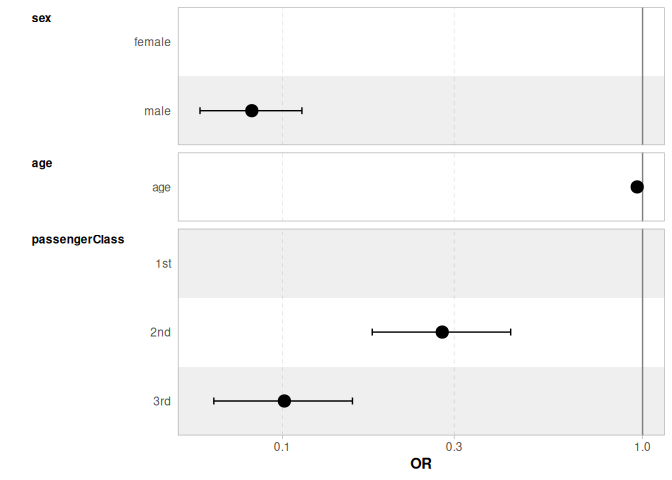 sex
female
male
age
age
passengerClass
1st
2nd
3rd
0.1 0.3 1.0
OR